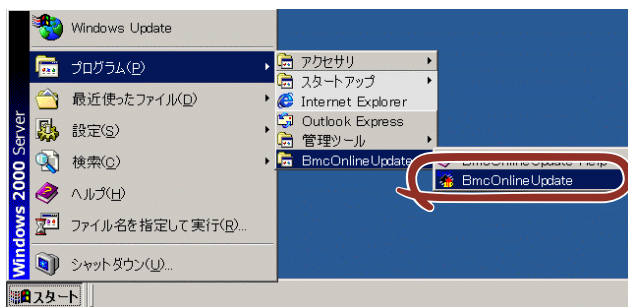 Windows Update
プログラム(P)
最近使ったファイル(D)
設定(S)
検索(C)
ヘルプ(H)
ファイル名を指定して実行(R)...
シャットダウン(U)...
Windows 2000 Server
スタート
アクセサリ
スタートアップ
Internet Explorer
Outlook Express
管理ツール
BmcOnlineUpdate
BmcOnlineUpdate Help
BmcOnlineUpdate